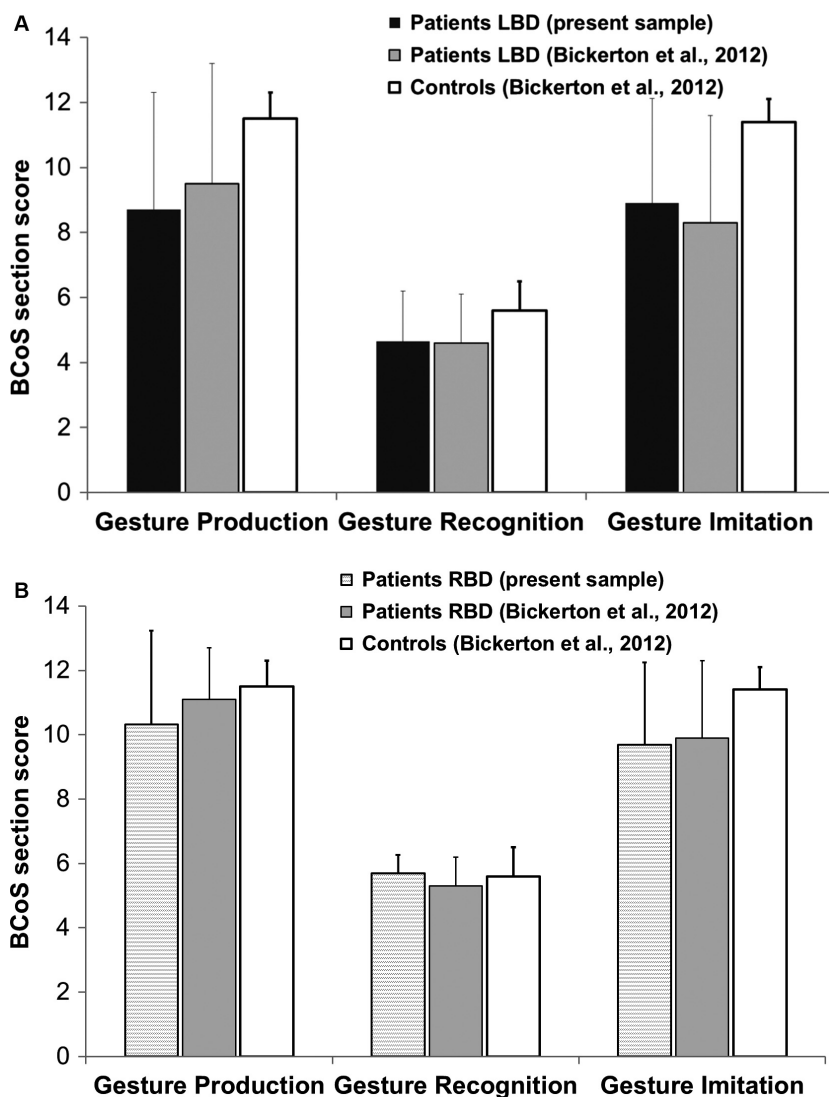 A
Patients LBD (present sample)
Patients LBD (Bickerton et al., 2012)
Controls (Bickerton et al., 2012)
BCoS section score
14
12
10
8
6
4
2
0
Gesture Production Gesture Recognition Gesture Imitation
B
Patients RBD (present sample)
Patients RBD (Bickerton et al., 2012)
Controls (Bickerton et al., 2012)
BCoS section score
14
12
10
8
6
4
2
0
Gesture Production Gesture Recognition Gesture Imitation